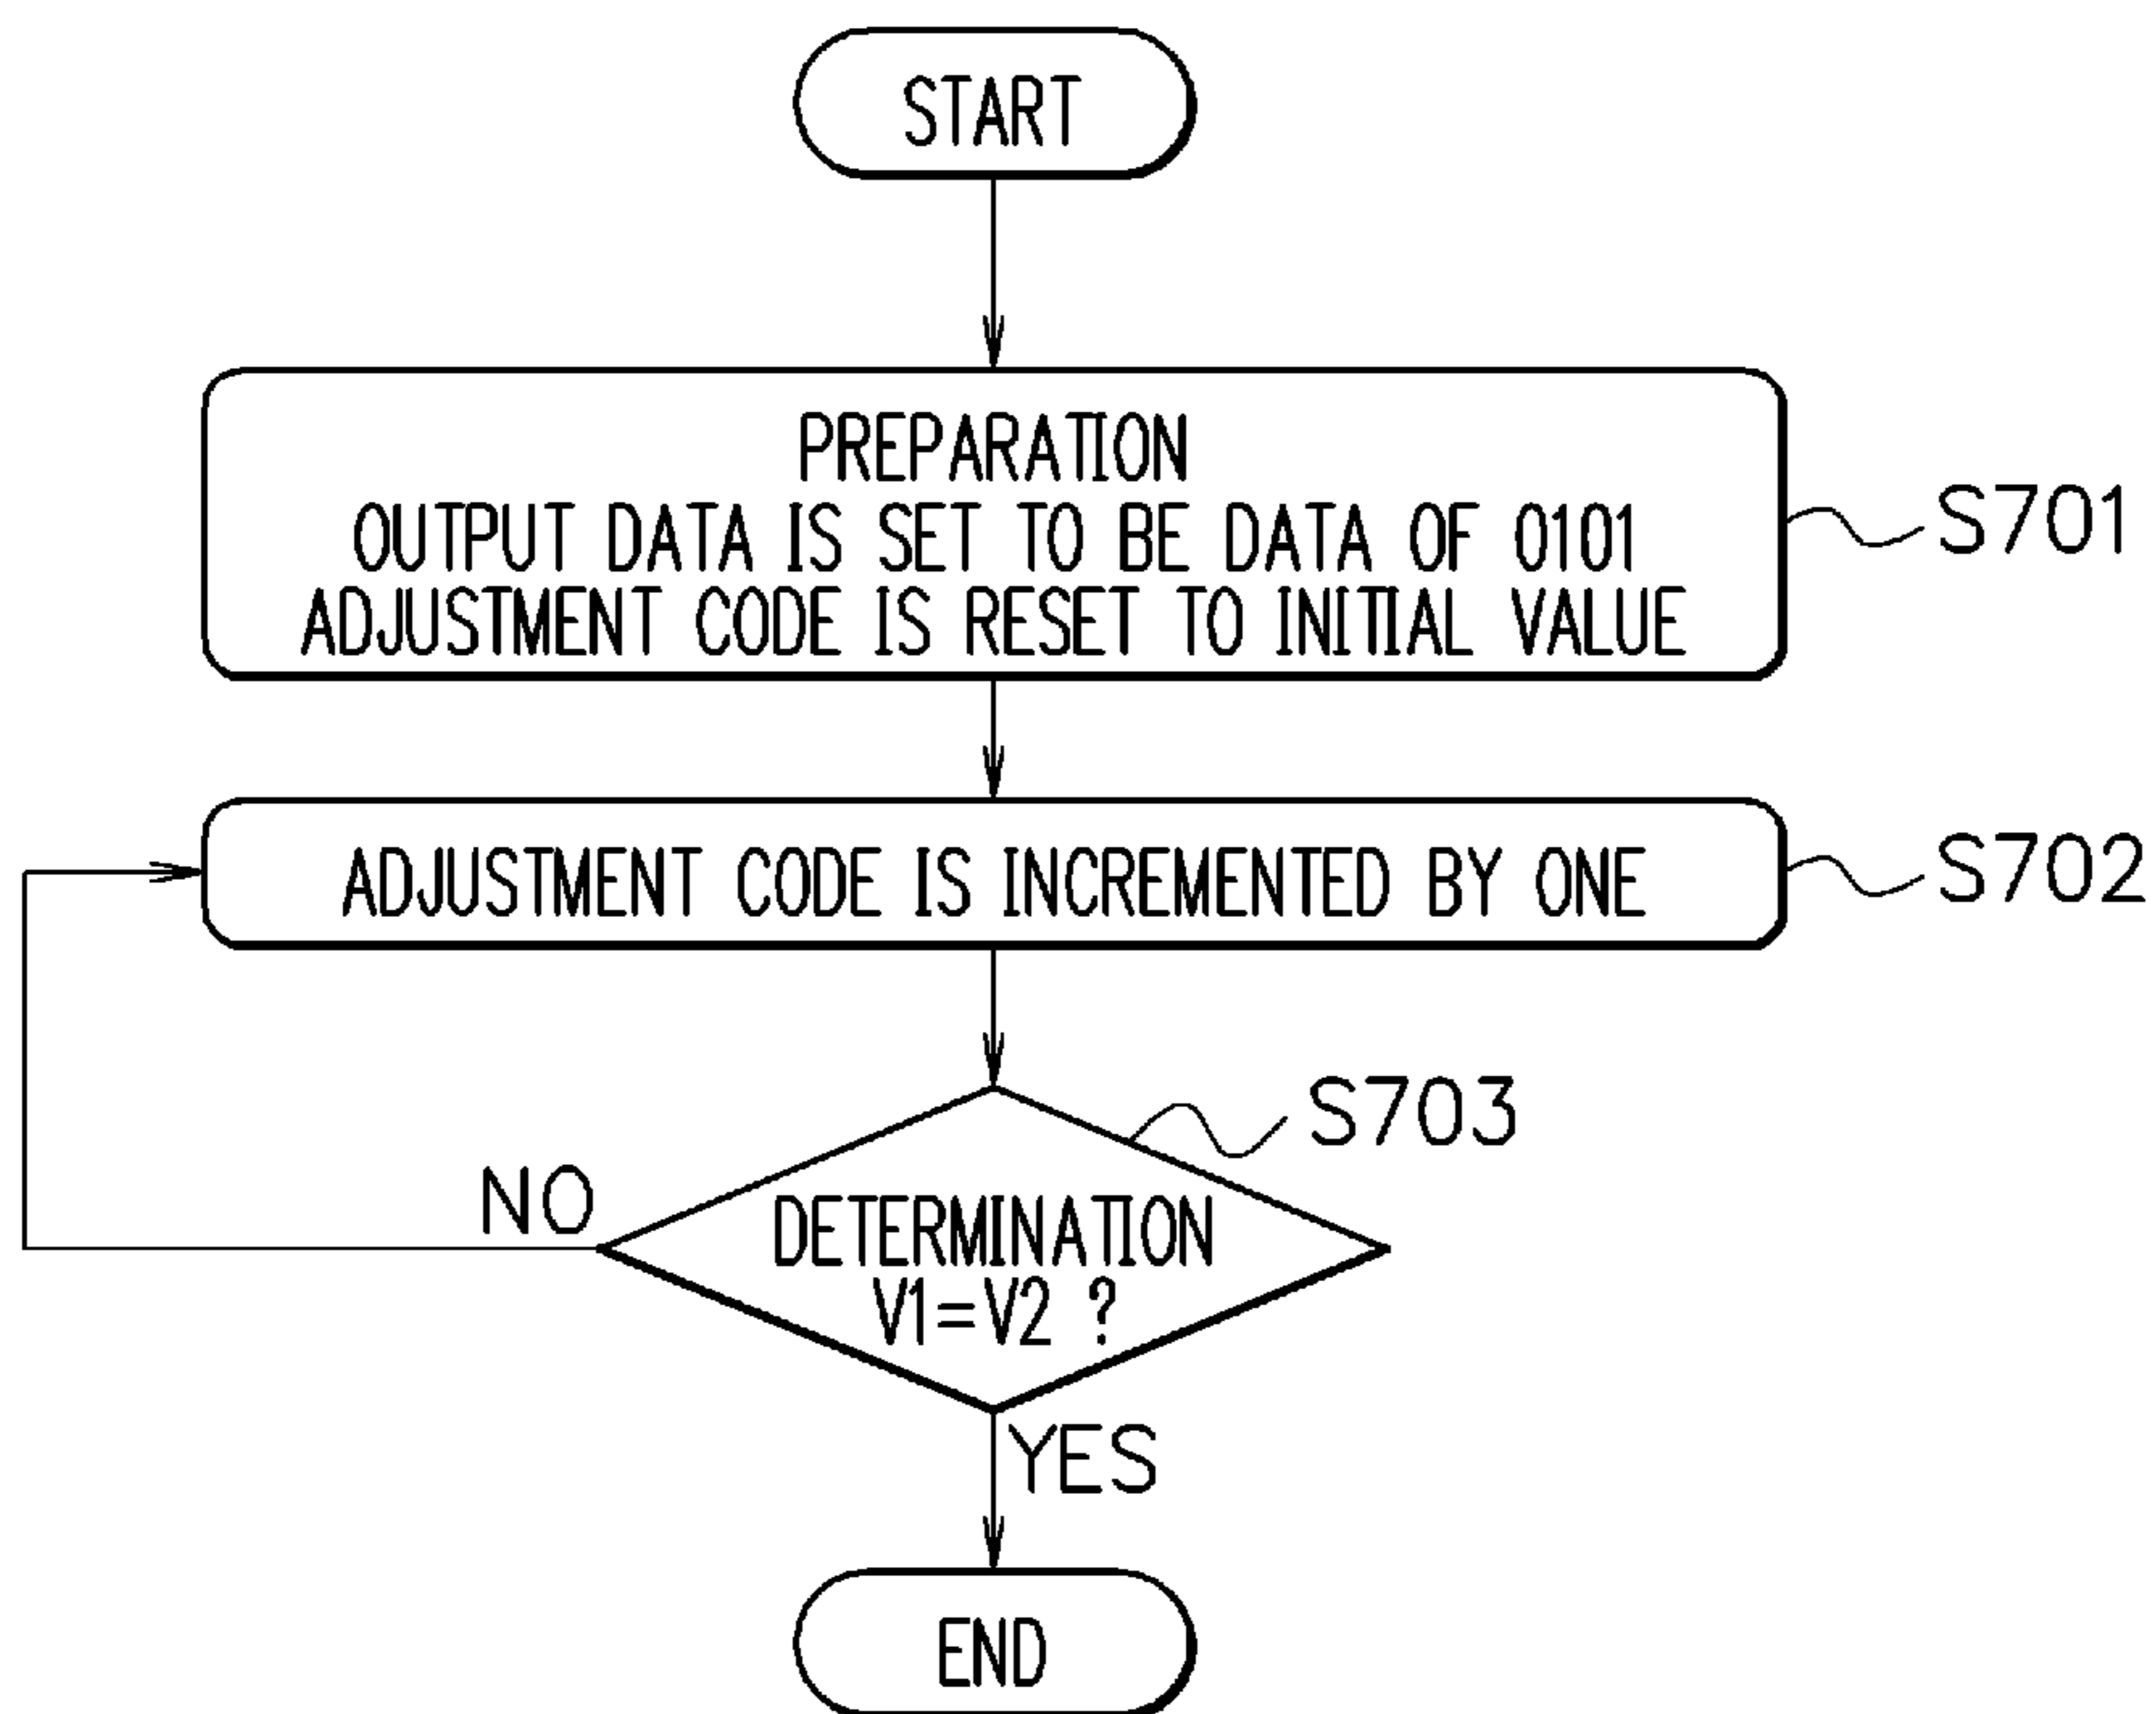 START
PREPARATION
OUTPUT DATA IS SET TO BE DATA OF 0101
ADJUSTMENT CODE IS RESET TO INITIAL VALUE
S701
ADJUSTMENT CODE IS INCREMENTED BY ONE
S702
S703
NO
DETERMINATION
V1=V2 ?
YES
END